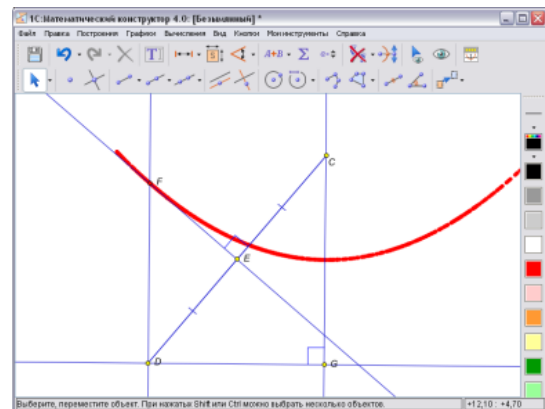 1С:Математический конструктор 4.0: [Безымянный] *
Файл Правка Построения Графики Вычисления Вид Кнопки Мои инструменты Справка
T A+B Σ
C
F
E
D
G
Выберите, переместите объект. При нажатых Shift или Ctrl можно выбрать несколько объектов. +12,10 : +4,70